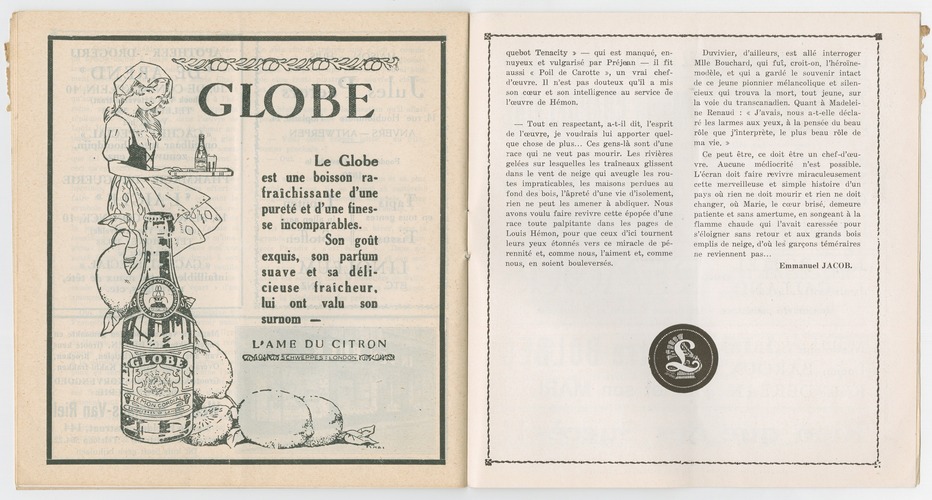 GLOBE
Le Globe
est une boisson ra-
fraîchissante d'une
pureté et d'une fines-
se incomparables.
Son goût
exquis, son parfum
suave et sa déli-
cieuse fraîcheur,
lui ont valu son
surnom —
L'AME DU CITRON
SCHWEPPES : LONDON
GLOBE
quebot Tenacity » — qui est manqué, en-
nuyeux et vulgarisé par Préjean — il fit
aussi « Poil de Carotte », un vrai chef-
d'œuvre. Il n'est pas douteux qu'il a mis
son cœur et son intelligence au service de
l'œuvre de Hémon.
— Tout en respectant, a-t-il dit, l'esprit
de l'œuvre, je voudrais lui apporter quel-
que chose de plus... Ces gens-là sont d'une
race qui ne veut pas mourir. Les rivières
gelées sur lesquelles les traîneaux glissent
dans le vent de neige qui aveugle les rou-
tes impraticables, les maisons perdues au
fond des bois, l'âpreté d'une vie d'isolement,
rien ne peut les amener à abdiquer. Nous
avons voulu faire revivre cette épopée d'une
race toute palpitante dans les pages de
Louis Hémon, pour que ceux d'ici tournent
leurs yeux étonnés vers ce miracle de pé-
rennité et, comme nous, l'aiment et, comme
nous, en soient bouleversés.
Duvivier, d'ailleurs, est allé interroger
Mlle Bouchard, qui fut, croit-on, l'héroïne-
modèle, et qui a gardé le souvenir intact
de ce jeune pionnier mélancolique et silen-
cieux qui trouva la mort, tout jeune, sur
la voie du transcanadien. Quant à Madelei-
ne Renaud : « J'avais, nous a-t-elle décla-
ré les larmes aux yeux, à la pensée du beau
rôle que j'interprète, le plus beau rôle de
ma vie. »
Ce peut être, ce doit être un chef-d'œu-
vre. Aucune médiocrité n'est possible.
L'écran doit faire revivre miraculeusement
cette merveilleuse et simple histoire d'un
pays où rien ne doit mourir et rien ne doit
changer, où Marie, le cœur brisé, demeure
patiente et sans amertume, en songeant à la
flamme chaude qui l'avait caressée pour
s'éloigner sans retour et aux grands bois
emplis de neige, d'où les garçons téméraires
ne reviennent pas...
Emmanuel JACOB.
L